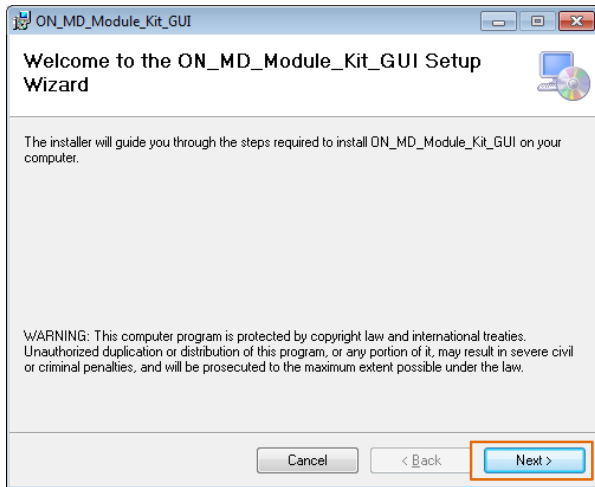 ON_MD_Module_Kit_GUI
Welcome to the ON_MD_Module_Kit_GUI Setup
Wizard
The installer will guide you through the steps required to install ON_MD_Module_Kit_GUI on your
computer.
WARNING: This computer program is protected by copyright law and international treaties.
Unauthorized duplication or distribution of this program, or any portion of it, may result in severe civil
or criminal penalties, and will be prosecuted to the maximum extent possible under the law.
Cancel < Back Next >